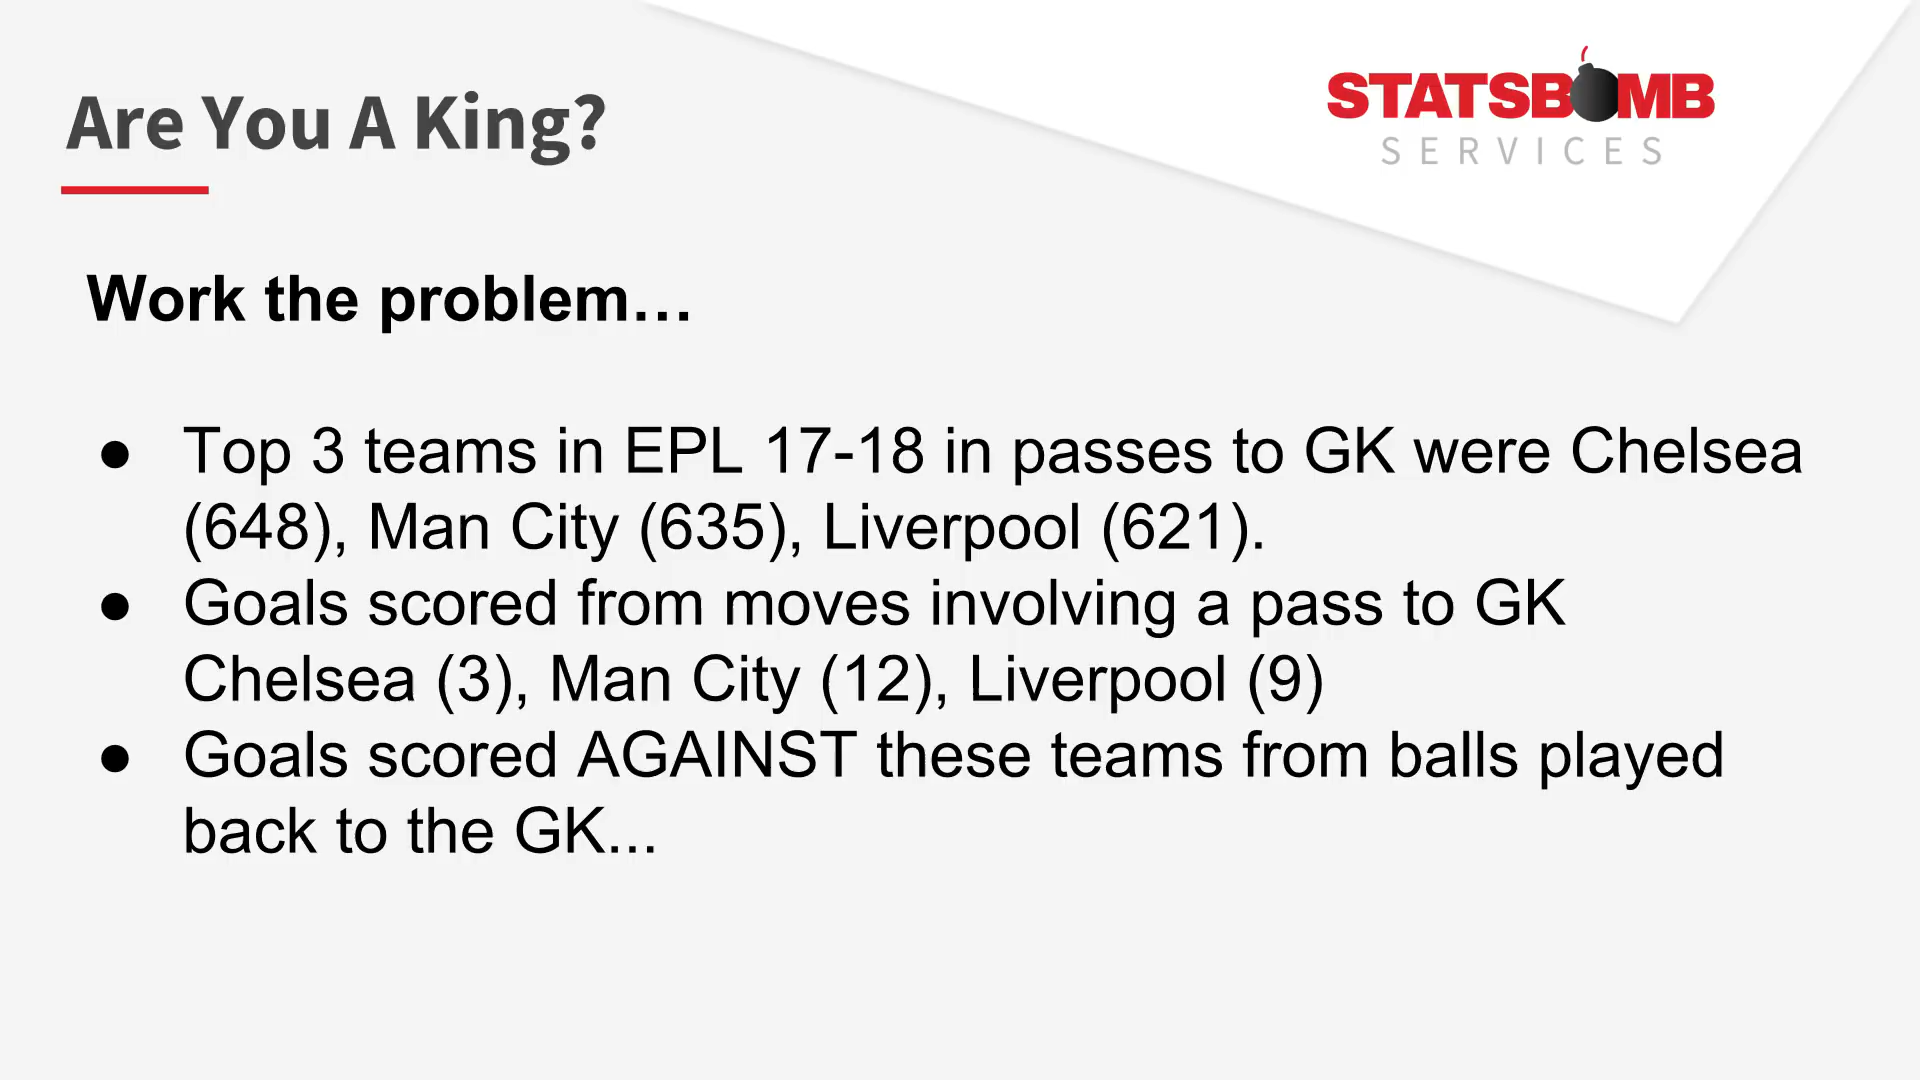 Are You A King?
STATSBOMB
SERVICES
Work the problem…
● Top 3 teams in EPL 17-18 in passes to GK were Chelsea
(648), Man City (635), Liverpool (621).
● Goals scored from moves involving a pass to GK
Chelsea (3), Man City (12), Liverpool (9)
● Goals scored AGAINST these teams from balls played
back to the GK...